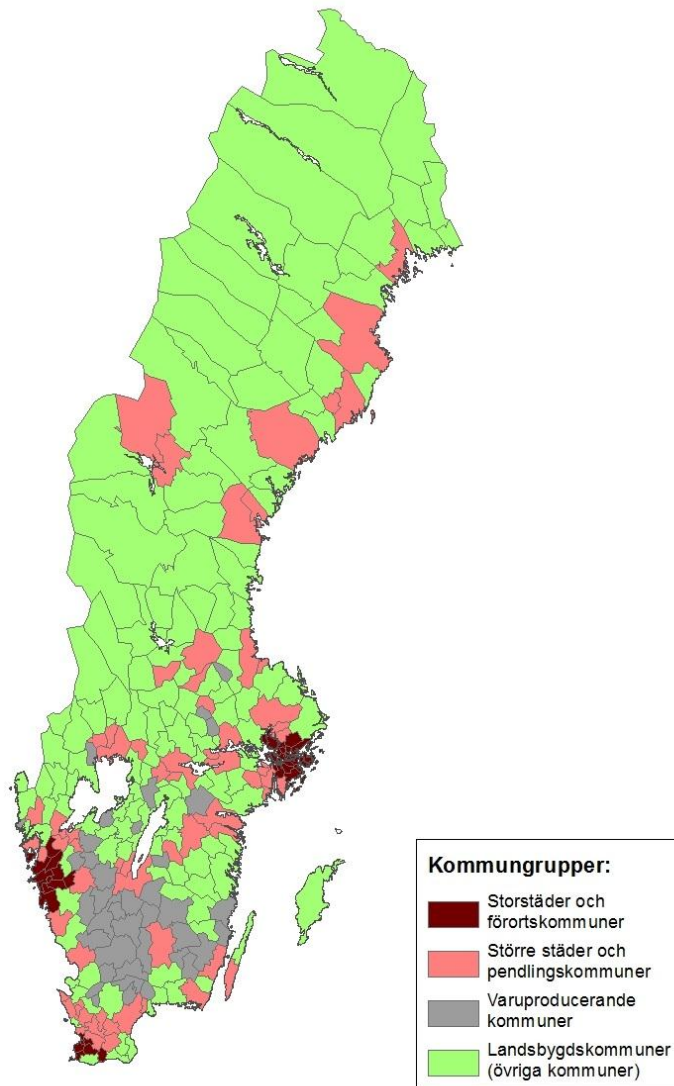 Kommungrupper:
Storstäder och
förortskommuner
Större städer och
pendlingskommuner
Varuproducerande
kommuner
Landsbygdskommuner
(övriga kommuner)